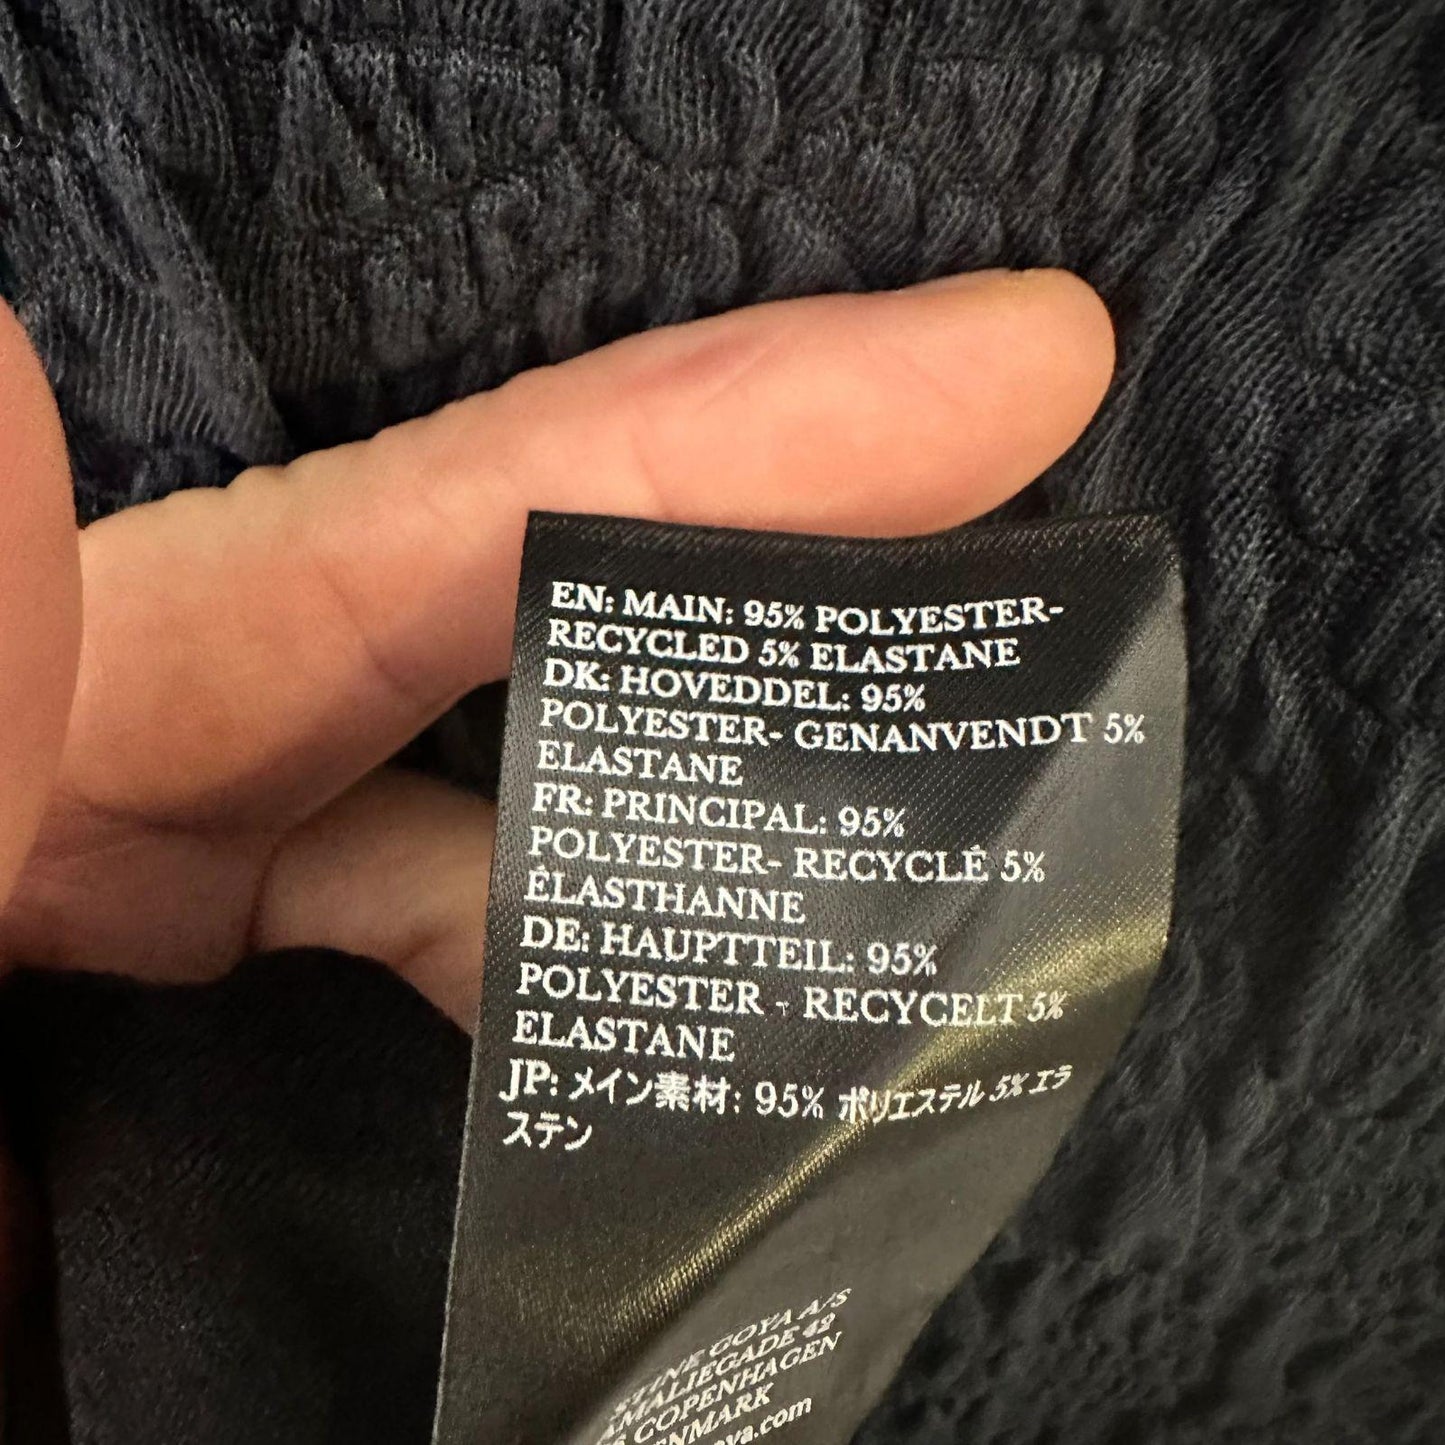 EN: MAIN: 95% POLYESTER-
RECYCLED 5% ELASTANE
DK: HOVEDDEL: 95%
POLYESTER- GENANVENDT 5%
ELASTANE
FR: PRINCIPAL: 95%
POLYESTER- RECYCLÉ 5%
ÉLASTHANNE
DE: HAUPTTEIL: 95%
POLYESTER - RECYCELT 5%
ELASTANE
JP: メイン素材: 95% ポリエステル 5% エラ
ステン
GOYA A/S
42
COPENHAGEN